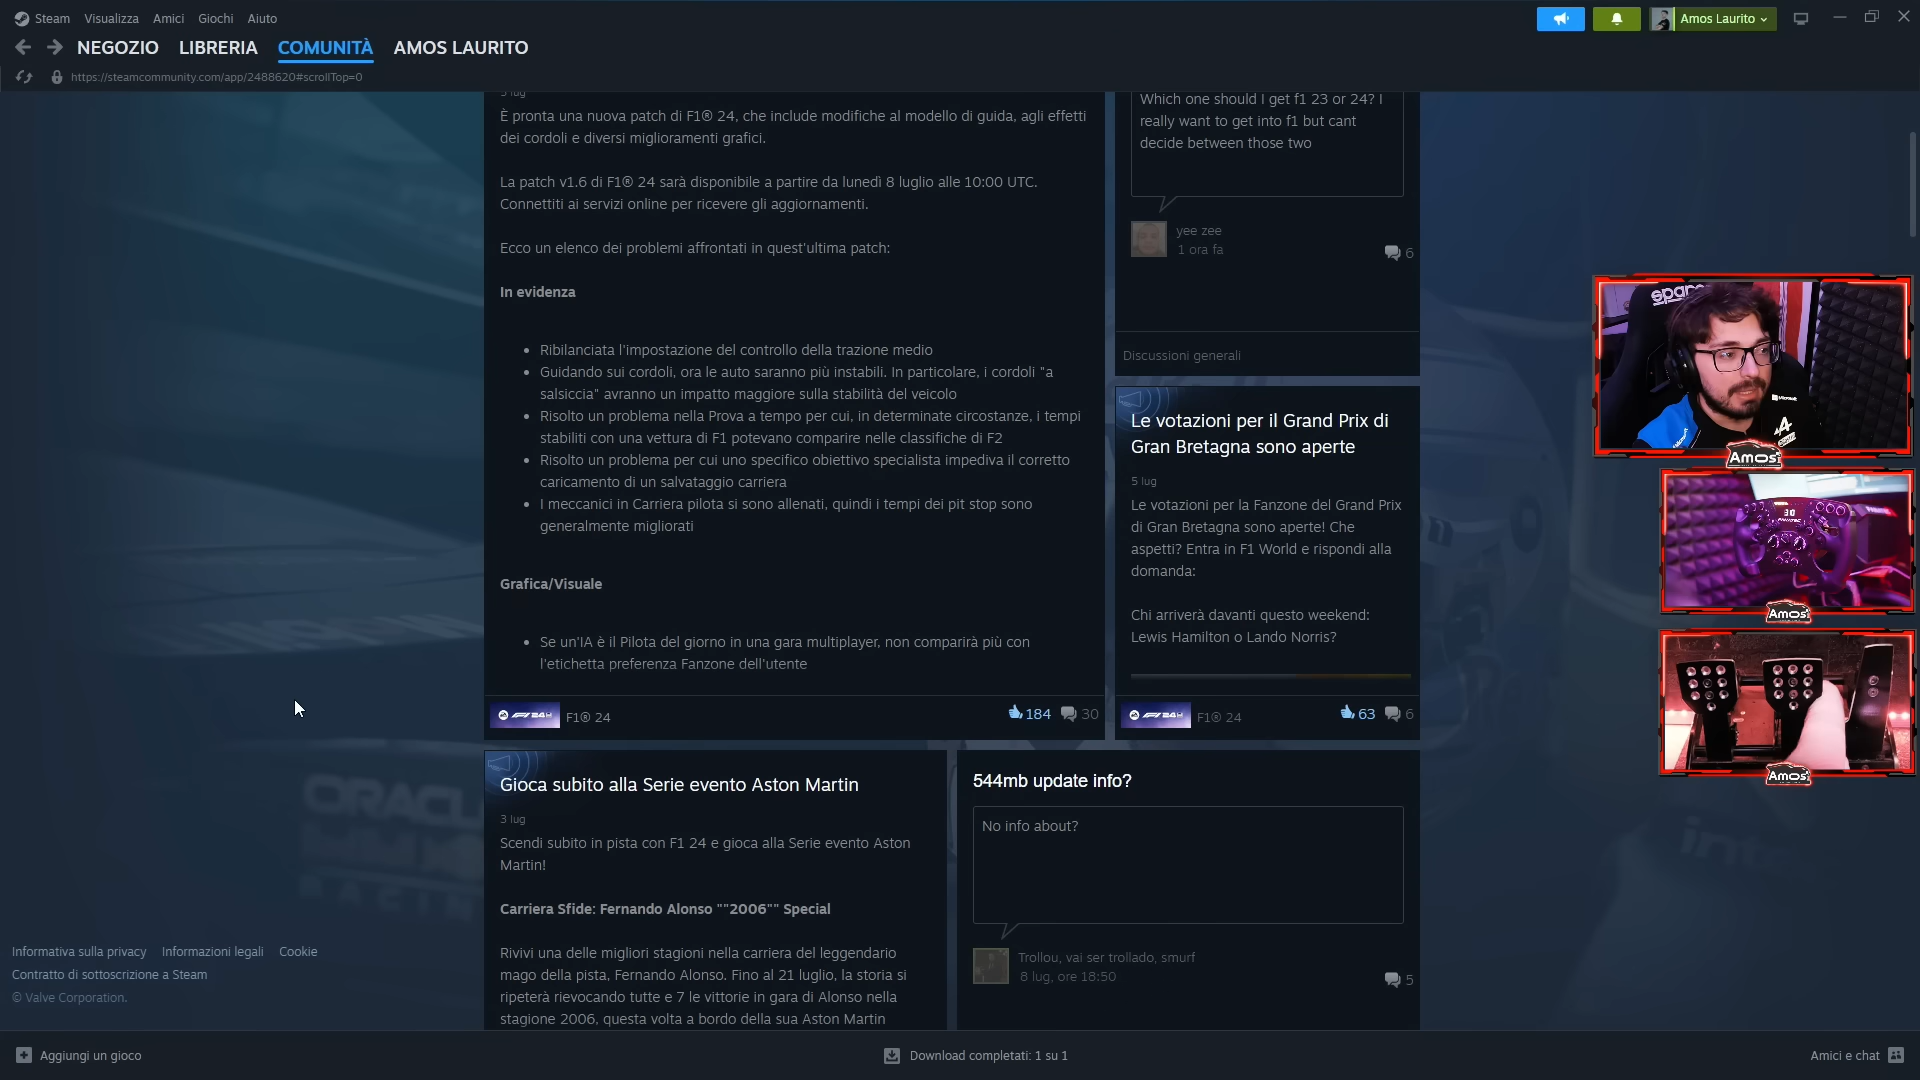 Steam Visualizza Amici Giochi Aiuto
Amos Laurito
NEGOZIO LIBRERIA COMUNITÀ AMOS LAURITO
https://steamcommunity.com/app/2488620#scrollTop=0
5 lug
È pronta una nuova patch di F1® 24, che include modifiche al modello di guida, agli effetti
dei cordoli e diversi miglioramenti grafici.
La patch v1.6 di F1® 24 sarà disponibile a partire da lunedì 8 luglio alle 10:00 UTC.
Connettiti ai servizi online per ricevere gli aggiornamenti.
Ecco un elenco dei problemi affrontati in quest'ultima patch:
In evidenza
Ribilanciata l'impostazione del controllo della trazione medio
Guidando sui cordoli, ora le auto saranno più instabili. In particolare, i cordoli "a
salsiccia" avranno un impatto maggiore sulla stabilità del veicolo
Risolto un problema nella Prova a tempo per cui, in determinate circostanze, i tempi
stabiliti con una vettura di F1 potevano comparire nelle classifiche di F2
Risolto un problema per cui uno specifico obiettivo specialista impediva il corretto
caricamento di un salvataggio carriera
I meccanici in Carriera pilota si sono allenati, quindi i tempi dei pit stop sono
generalmente migliorati
Grafica/Visuale
Se un'IA è il Pilota del giorno in una gara multiplayer, non comparirà più con
l'etichetta preferenza Fanzone dell'utente
F1® 24
184 30
Which one should I get f1 23 or 24? I
really want to get into f1 but cant
decide between those two
yee zee
1 ora fa
6
Discussioni generali
Le votazioni per il Grand Prix di
Gran Bretagna sono aperte
5 lug
Le votazioni per la Fanzone del Grand Prix
di Gran Bretagna sono aperte! Che
aspetti? Entra in F1 World e rispondi alla
domanda:
Chi arriverà davanti questo weekend:
Lewis Hamilton o Lando Norris?
F1® 24
63 6
Gioca subito alla Serie evento Aston Martin
3 lug
Scendi subito in pista con F1 24 e gioca alla Serie evento Aston
Martin!
Carriera Sfide: Fernando Alonso ""2006"" Special
Rivivi una delle migliori stagioni nella carriera del leggendario
mago della pista, Fernando Alonso. Fino al 21 luglio, la storia si
ripeterà rievocando tutte e 7 le vittorie in gara di Alonso nella
stagione 2006, questa volta a bordo della sua Aston Martin
544mb update info?
No info about?
Trollou, vai ser trollado, smurf
8 lug, ore 18:50
5
sparco
Microsoft
Amos
Amos
Amos
ORACLE
RACING
Informativa sulla privacy Informazioni legali Cookie
Contratto di sottoscrizione a Steam
© Valve Corporation.
Aggiungi un gioco
Download completati: 1 su 1
Amici e chat